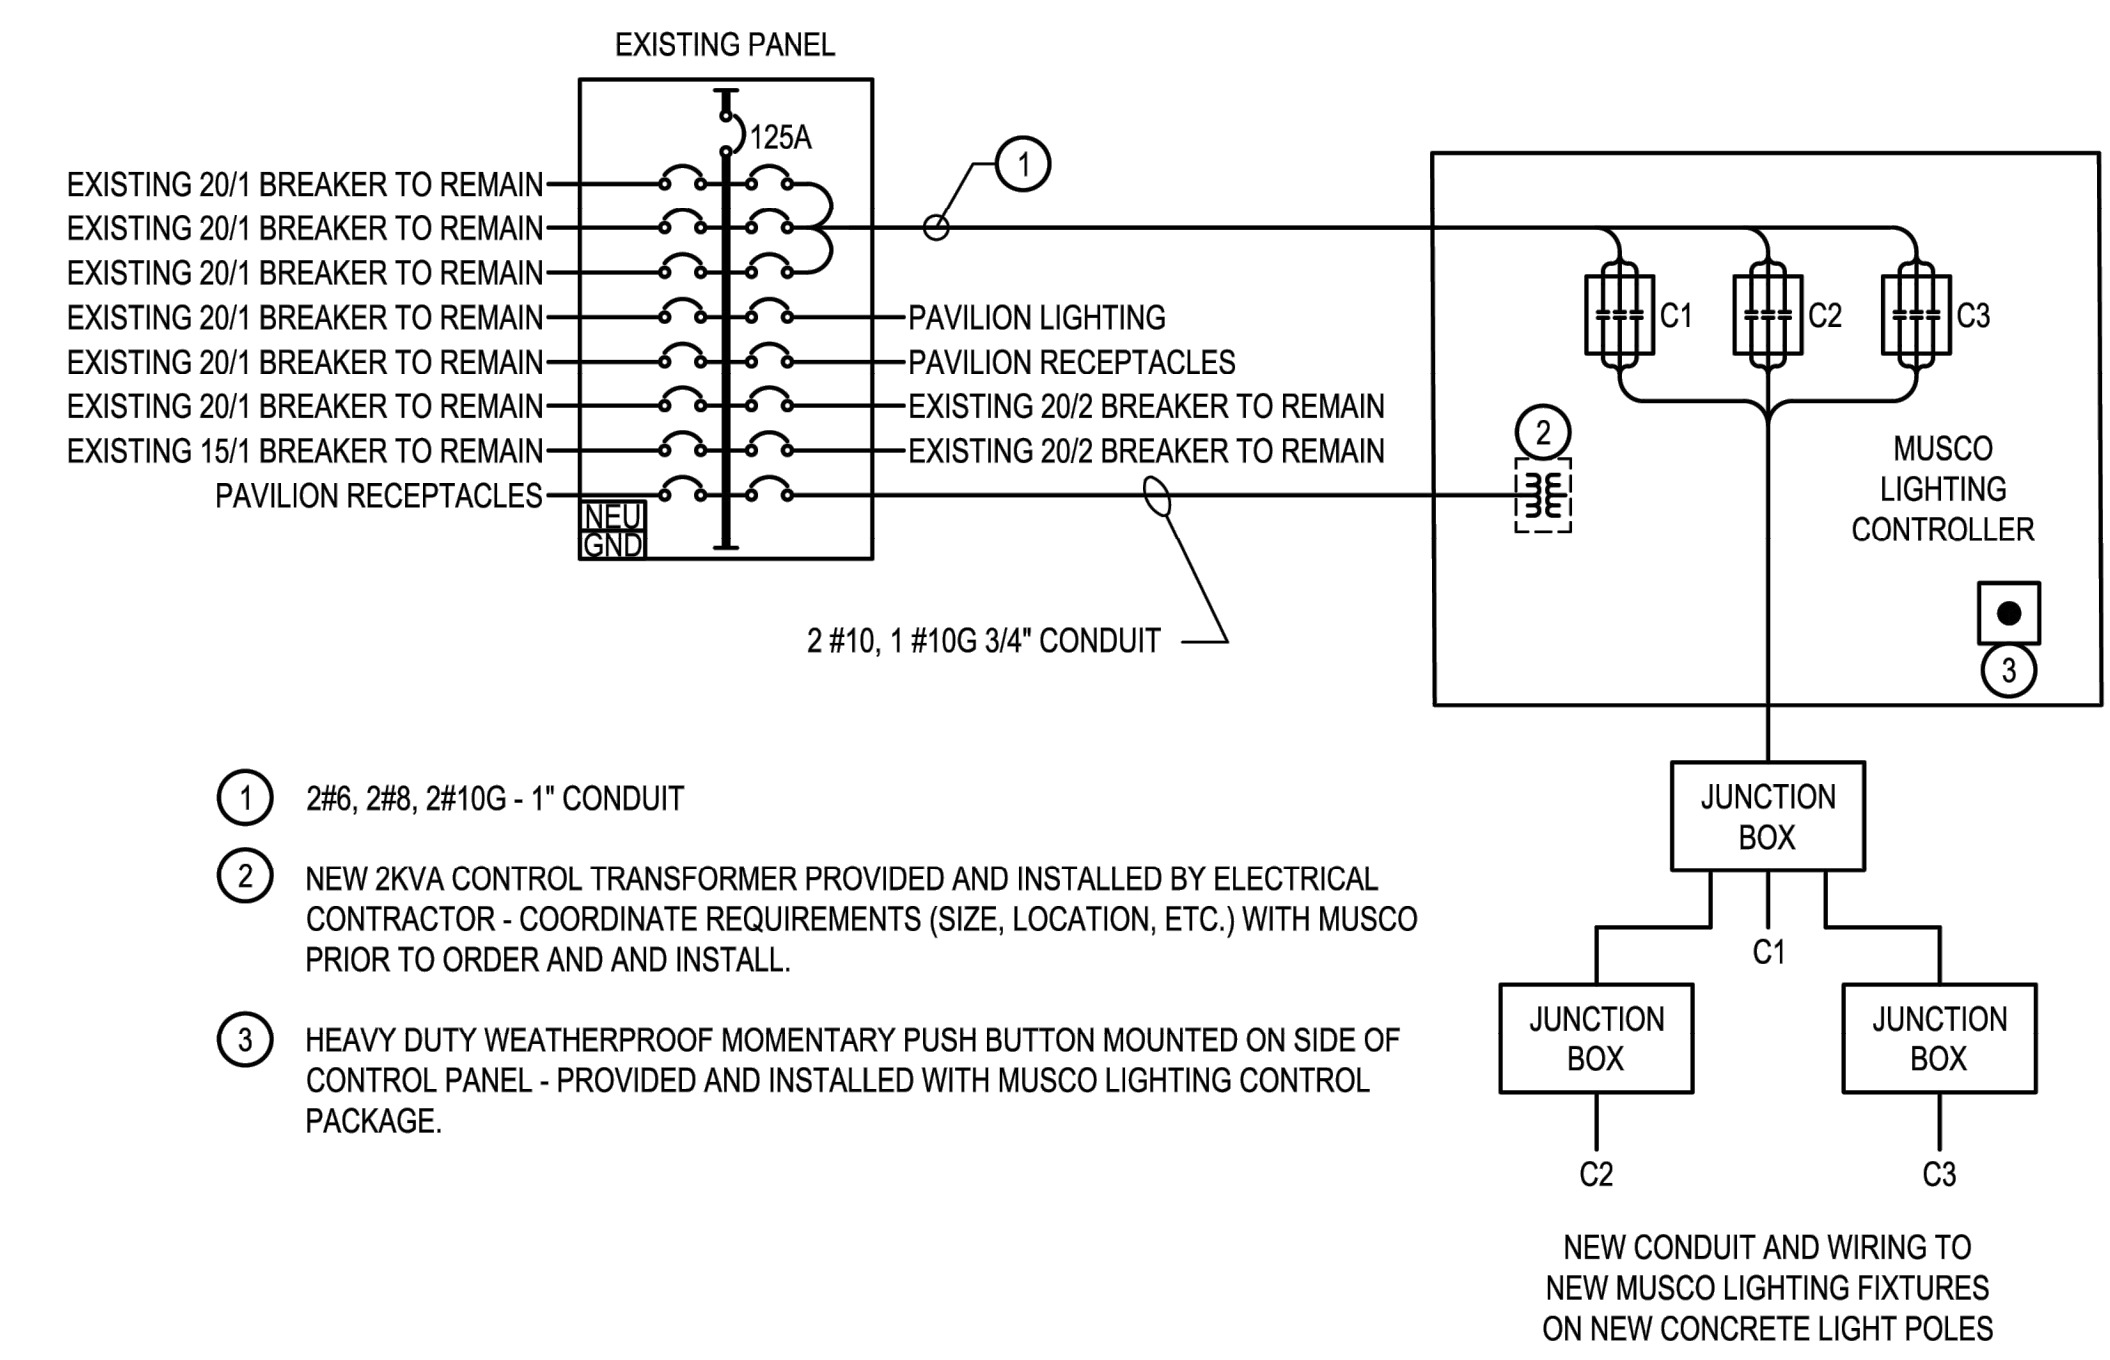 EXISTING PANEL
125A
EXISTING 20/1 BREAKER TO REMAIN
EXISTING 20/1 BREAKER TO REMAIN
EXISTING 20/1 BREAKER TO REMAIN
EXISTING 20/1 BREAKER TO REMAIN
EXISTING 20/1 BREAKER TO REMAIN
EXISTING 20/1 BREAKER TO REMAIN
EXISTING 15/1 BREAKER TO REMAIN
PAVILION RECEPTACLES
NEU
GND
1
PAVILION LIGHTING
PAVILION RECEPTACLES
EXISTING 20/2 BREAKER TO REMAIN
EXISTING 20/2 BREAKER TO REMAIN
2 #10, 1 #10G 3/4" CONDUIT
C1
C2
C3
2
MUSCO
LIGHTING
CONTROLLER
3
JUNCTION
BOX
C1
JUNCTION
BOX
JUNCTION
BOX
C2
C3
NEW CONDUIT AND WIRING TO
NEW MUSCO LIGHTING FIXTURES
ON NEW CONCRETE LIGHT POLES
1 2#6, 2#8, 2#10G - 1" CONDUIT
2 NEW 2KVA CONTROL TRANSFORMER PROVIDED AND INSTALLED BY ELECTRICAL
CONTRACTOR - COORDINATE REQUIREMENTS (SIZE, LOCATION, ETC.) WITH MUSCO
PRIOR TO ORDER AND AND INSTALL.
3 HEAVY DUTY WEATHERPROOF MOMENTARY PUSH BUTTON MOUNTED ON SIDE OF
CONTROL PANEL - PROVIDED AND INSTALLED WITH MUSCO LIGHTING CONTROL
PACKAGE.